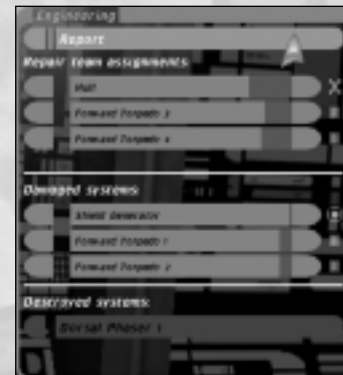 Engineering
Report
Repair team assignments:
Hull
Forward Torpedo 3
Forward Torpedo 4
Damaged systems:
Shield Generator
Forward Torpedo 1
Forward Torpedo 2
Destroyed systems:
Dorsal Phaser 1